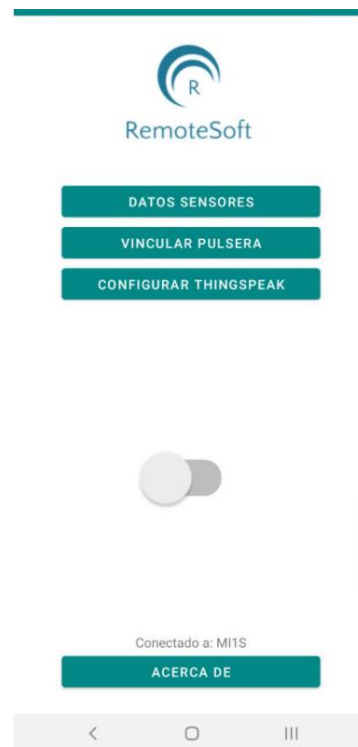 R
RemoteSoft
DATOS SENSORES
VINCULAR PULSERA
CONFIGURAR THINGSPEAK
Conectado a: MI1S
ACERCA DE